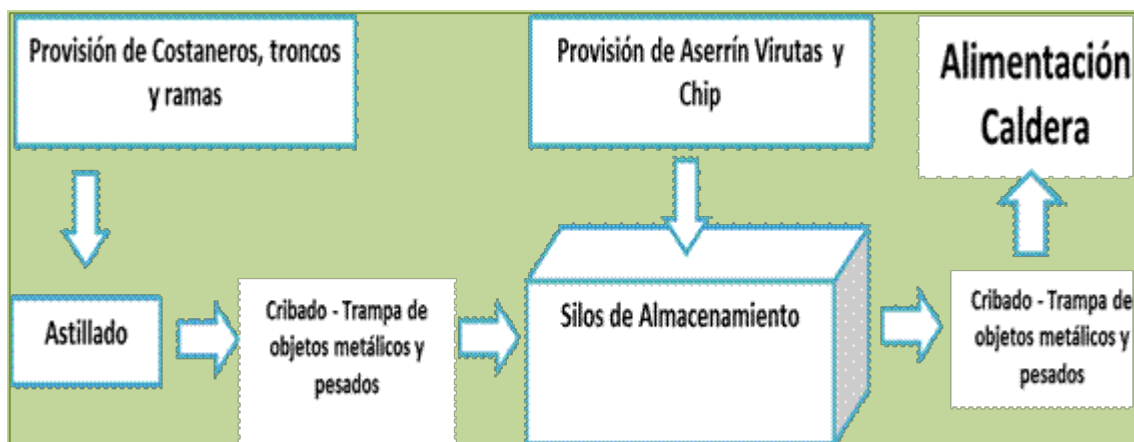 Provisión de Costaneros, troncos
y ramas
Provisión de Aserrín Virutas y
Chip
Alimentación
Caldera
Astillado
Cribado - Trampa de
objetos metálicos y
pesados
Silos de Almacenamiento
Cribado - Trampa de
objetos metálicos y
pesados